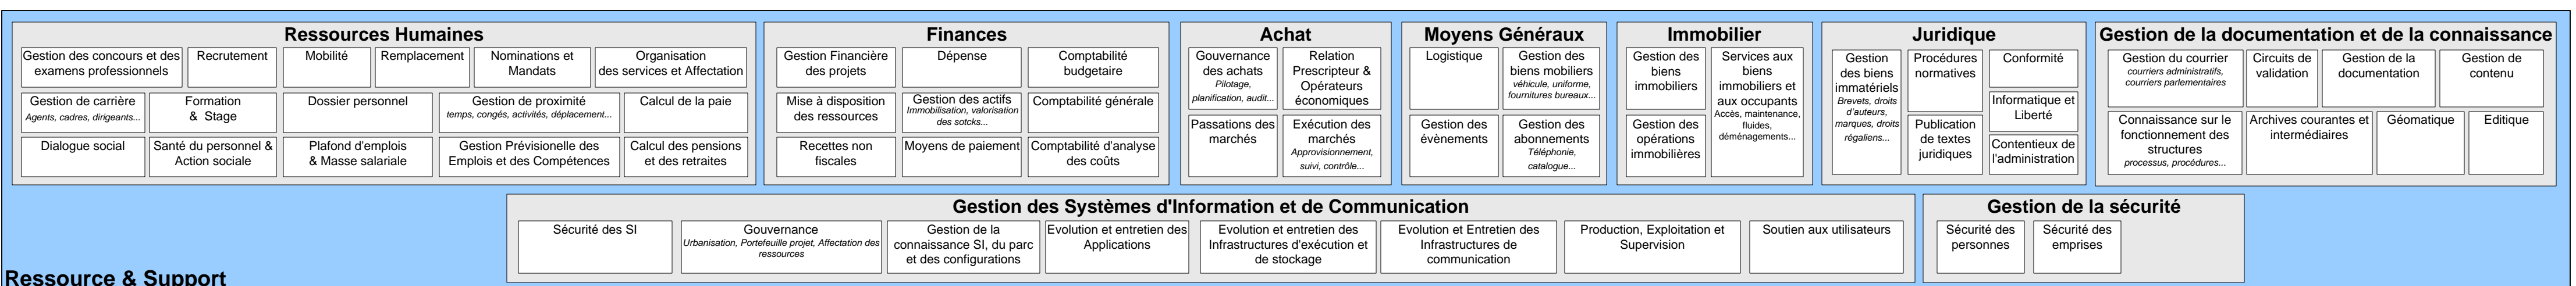 Ressources Humaines
Gestion des concours et des
examens professionnels
Recrutement
Mobilité
Remplacement
Nominations et
Mandats
Organisation
des services et Affectation
Gestion de carrière
Agents, cadres, dirigeants...
Formation
& Stage
Dossier personnel
Gestion de proximité
temps, congés, activités, déplacement...
Calcul de la paie
Dialogue social
Santé du personnel &
Action sociale
Plafond d'emplois
& Masse salariale
Gestion Prévisionelle des
Emplois et des Compétences
Calcul des pensions
et des retraites
Finances
Gestion Financière
des projets
Dépense
Comptabilité
budgetaire
Mise à disposition
des ressources
Gestion des actifs
Immobilisation, valorisation
des sotcks...
Comptabilité générale
Recettes non
fiscales
Moyens de paiement
Comptabilité d'analyse
des coûts
Achat
Gouvernance
des achats
Pilotage,
planification, audit...
Relation
Prescripteur &
Opérateurs
économiques
Passations des
marchés
Exécution des
marchés
Approvisionnement,
suivi, contrôle...
Moyens Généraux
Logistique
Gestion des
biens mobiliers
véhicule, uniforme,
fournitures bureaux...
Gestion des
évènements
Gestion des
abonnements
Téléphonie,
catalogue...
Immobilier
Gestion des
biens
immobiliers
Services aux
biens
immobiliers et
aux occupants
Accès, maintenance,
fluides,
déménagements...
Gestion des
opérations
immobilières
Juridique
Gestion
des biens
immatériels
Brevets, droits
d'auteurs,
marques, droits
régaliens...
Procédures
normatives
Conformité
Informatique et
Liberté
Publication
de textes
juridiques
Contentieux de
l'administration
Gestion de la documentation et de la connaissance
Gestion du courrier
courriers administratifs,
courriers parlementaires
Circuits de
validation
Gestion de la
documentation
Gestion de
contenu
Connaissance sur le
fonctionnement des
structures
processus, procédures...
Archives courantes et
intermédiaires
Géomatique
Editique
Gestion des Systèmes d'Information et de Communication
Sécurité des SI
Gouvernance
Urbanisation, Portefeuille projet, Affectation des
ressources
Gestion de la
connaissance SI, du parc
et des configurations
Evolution et entretien des
Applications
Evolution et entretien des
Infrastructures d'exécution et
de stockage
Evolution et Entretien des
Infrastructures de
communication
Production, Exploitation et
Supervision
Soutien aux utilisateurs
Gestion de la sécurité
Sécurité des
personnes
Sécurité des
emprises
Ressource & Support